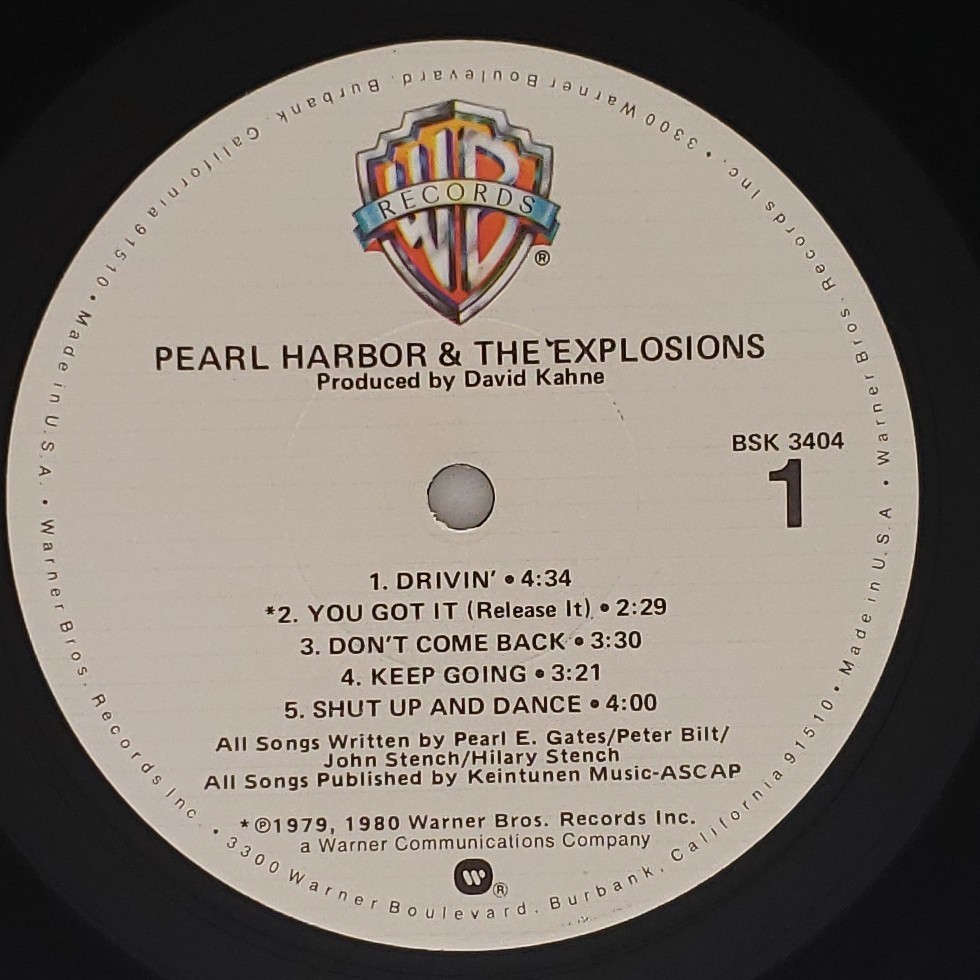 WB
RECORDS
®
PEARL HARBOR & THE EXPLOSIONS
Produced by David Kahne
BSK 3404
1
1. DRIVIN' • 4:34
*2. YOU GOT IT (Release It) • 2:29
3. DON'T COME BACK • 3:30
4. KEEP GOING • 3:21
5. SHUT UP AND DANCE • 4:00
All Songs Written by Pearl E. Gates/Peter Bilt/
John Stench/Hilary Stench
All Songs Published by Keintunen Music-ASCAP
*℗1979, 1980 Warner Bros. Records Inc.
a Warner Communications Company
W ®
Warner Bros. Records Inc. • 3300 Warner Boulevard. Burbank, California 91510 • Made in U.S.A. • Warner Bros. Records Inc. • 3300 Warner Boulevard. Burbank, California 91510 • Made in U.S.A. •